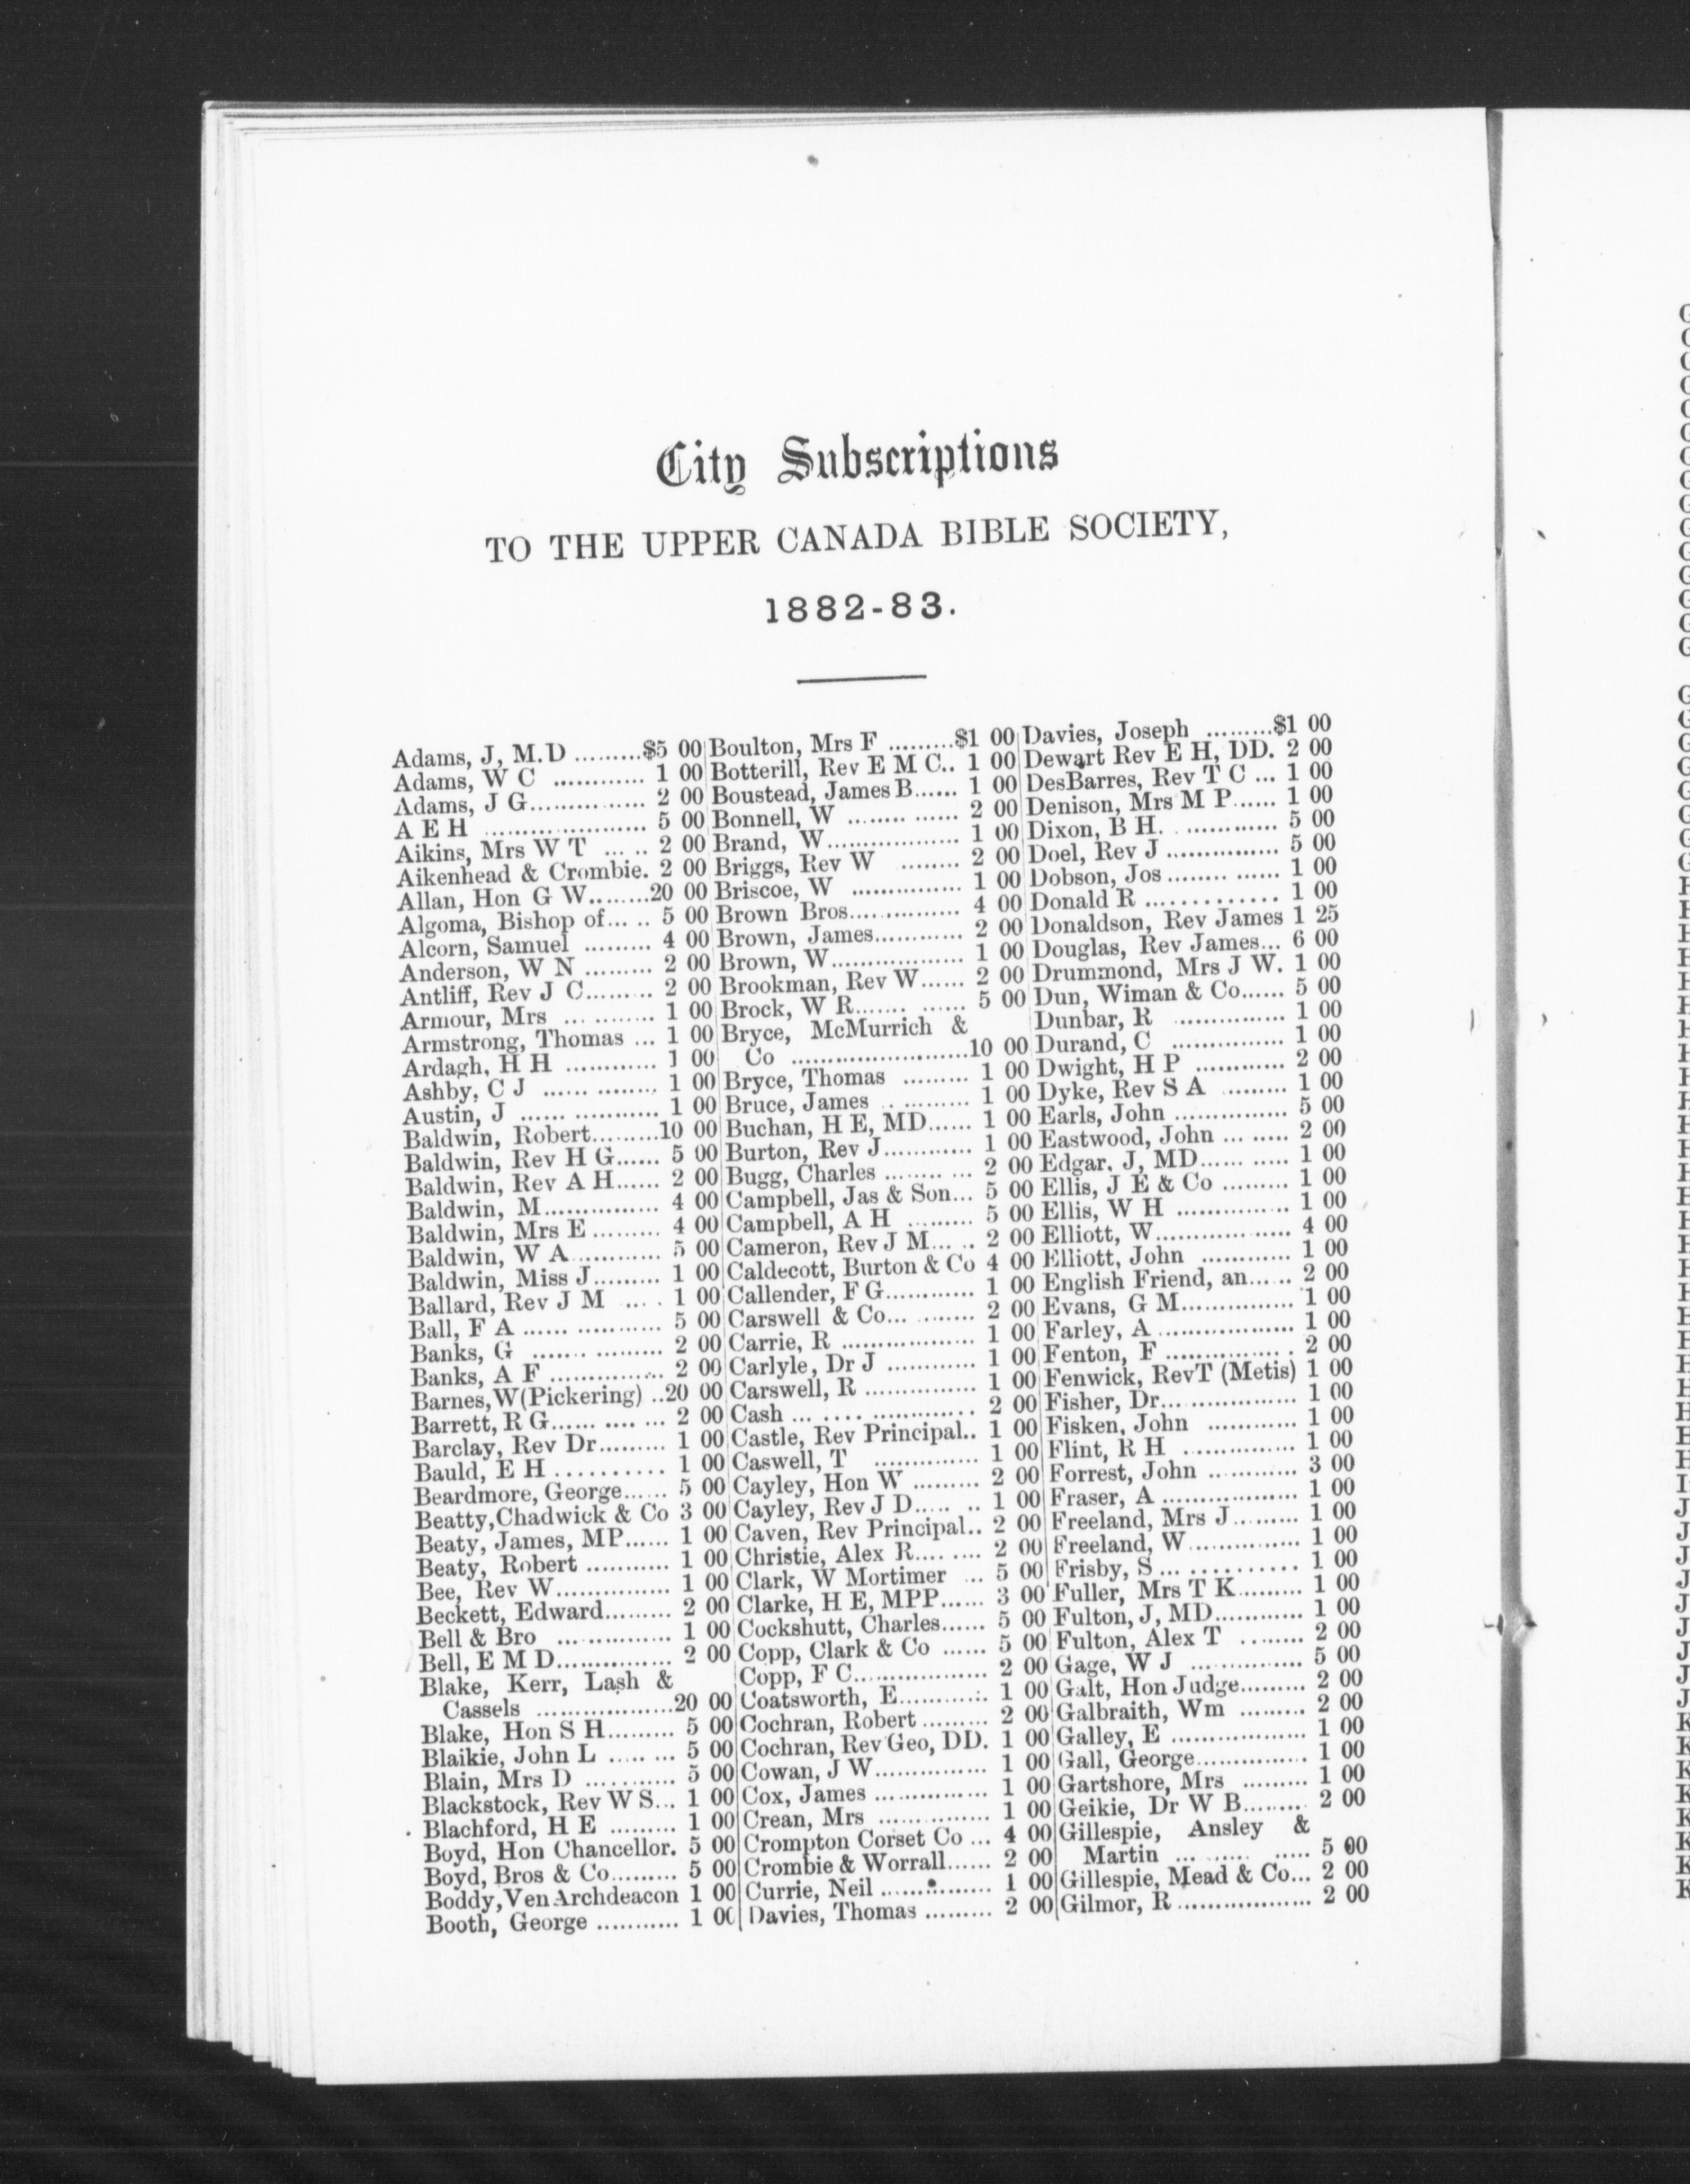 City Subscriptions
TO THE UPPER CANADA BIBLE SOCIETY,
1882-83.
Adams, J, M.D .........$5 00
Adams, W C ............ 1 00
Adams, J G............... 2 00
A E H ..................... 5 00
Aikins, Mrs W T ... .. 2 00
Aikenhead & Crombie. 2 00
Allan, Hon G W........20 00
Algoma, Bishop of... .. 5 00
Alcorn, Samuel ......... 4 00
Anderson, W N ......... 2 00
Antliff, Rev J C......... 2 00
Armour, Mrs ... ........ 1 00
Armstrong, Thomas ... 1 00
Ardagh, H H ............ 1 00
Ashby, C J ...... ........ 1 00
Austin, J ...... ........... 1 00
Baldwin, Robert.........10 00
Baldwin, Rev H G...... 5 00
Baldwin, Rev A H...... 2 00
Baldwin, M............... 4 00
Baldwin, Mrs E ......... 4 00
Baldwin, W A............ 5 00
Baldwin, Miss J......... 1 00
Ballard, Rev J M ... . 1 00
Ball, F A ...... ........... 5 00
Banks, G ....... ......... 2 00
Banks, A F ............... 2 00
Barnes, W(Pickering) ..20 00
Barrett, R G...... .... ... 2 00
Barclay, Rev Dr......... 1 00
Bauld, E H .......... 1 00
Beardmore, George...... 5 00
Beatty,Chadwick & Co 3 00
Beaty, James, MP...... 1 00
Beaty, Robert ........... 1 00
Bee, Rev W............... 1 00
Beckett, Edward......... 2 00
Bell & Bro ... ............ 1 00
Bell, E M D............... 2 00
Blake, Kerr, Lash &
Cassels ..................20 00
Blake, Hon S H......... 5 00
Blaikie, John L ..... ... 5 00
Blain, Mrs D ............ 5 00
Blackstock, Rev W S... 1 00
Blachford, H E ......... 1 00
Boyd, Hon Chancellor. 5 00
Boyd, Bros & Co......... 5 00
Boddy, Ven Archdeacon 1 00
Booth, George ........... 1 00
Boulton, Mrs F .........$1 00
Botterill, Rev E M C.. 1 00
Boustead, James B...... 1 00
Bonnell, W ........ ...... 2 00
Brand, W.................. 1 00
Briggs, Rev W ........ 2 00
Briscoe, W ............... 1 00
Brown Bros............... 4 00
Brown, James............ 2 00
Brown, W.................. 1 00
Brookman, Rev W...... 2 00
Brock, W R....... ...... 5 00
Bryce, McMurrich &
Co ........................10 00
Bryce, Thomas ......... 1 00
Bruce, James .. ......... 1 00
Buchan, H E, MD...... 1 00
Burton, Rev J............ 1 00
Bugg, Charles ........ ... 2 00
Campbell, Jas & Son... 5 00
Campbell, A H ......... 5 00
Cameron, Rev J M... .. 2 00
Caldecott, Burton & Co 4 00
Callender, F G............ 1 00
Carswell & Co... ........ 2 00
Carrie, R .................. 1 00
Carlyle, Dr J ............ 1 00
Carswell, R ............... 1 00
Cash ... .... .............. 2 00
Castle, Rev Principal.. 1 00
Caswell, T .............. 1 00
Cayley, Hon W ......... 2 00
Cayley, Rev J D..... .. 1 00
Caven, Rev Principal.. 2 00
Christie, Alex R.... .... 2 00
Clark, W Mortimer ... 5 00
Clarke, H E, MPP...... 3 00
Cockshutt, Charles...... 5 00
Copp, Clark & Co ...... 5 00
Copp, F C.................. 2 00
Coatsworth, E............ 1 00
Cochran, Robert ......... 2 00
Cochran, Rev Geo, DD. 1 00
Cowan, J W............... 1 00
Cox, James ............... 1 00
Crean, Mrs ............... 1 00
Crompton Corset Co ... 4 00
Crombie & Worrall...... 2 00
Currie, Neil ............... 1 00
Davies, Thomas ......... 2 00
Davies, Joseph .........$1 00
Dewart Rev E H, DD. 2 00
DesBarres, Rev T C ... 1 00
Denison, Mrs M P...... 1 00
Dixon, B H. . ............ 5 00
Doel, Rev J ............... 5 00
Dobson, Jos ........ ...... 1 00
Donald R ............. 1 00
Donaldson, Rev James 1 25
Douglas, Rev James... 6 00
Drummond, Mrs J W. 1 00
Dun, Wiman & Co...... 5 00
Dunbar, R ............... 1 00
Durand, C ............... 1 00
Dwight, H P ............ 2 00
Dyke, Rev S A ......... 1 00
Earls, John ............... 5 00
Eastwood, John ... ..... 2 00
Edgar, J, MD...... ..... 1 00
Ellis, J E & Co ......... 1 00
Ellis, W H ............... 1 00
Elliott, W.................. 4 00
Elliott, John ............ 1 00
English Friend, an...... 2 00
Evans, G M............... 1 00
Farley, A .................. 1 00
Fenton, F ............... . 2 00
Fenwick, RevT (Metis) 1 00
Fisher, Dr... .............. 1 00
Fisken, John ............ 1 00
Flint, R H ............... 1 00
Forrest, John ............ 3 00
Fraser, A .................. 1 00
Freeland, Mrs J......... 1 00
Freeland, W............... 1 00
Frisby, S ... .......... 1 00
Fuller, Mrs T K......... 1 00
Fulton, J, MD............ 1 00
Fulton, Alex T ........ 2 00
Gage, W J ............... 5 00
Galt, Hon Judge......... 2 00
Galbraith, Wm ......... 2 00
Galley, E .................. 1 00
Gall, George............... 1 00
Gartshore, Mrs ......... 1 00
Geikie, Dr W B......... 2 00
Gillespie, Ansley &
Martin ... ...... ..... 5 00
Gillespie, Mead & Co... 2 00
Gilmor, R .................. 2 00